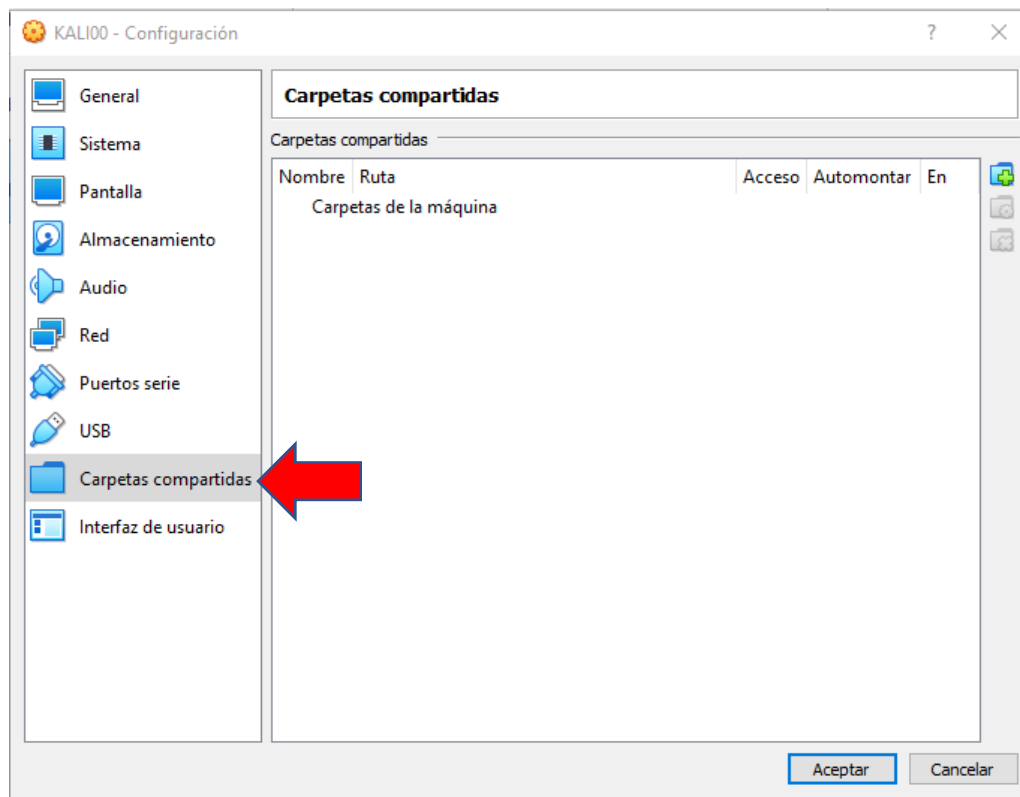 KALI00 - Configuración ?
General
Sistema
Pantalla
Almacenamiento
Audio
Red
Puertos serie
USB
Carpetas compartidas
Interfaz de usuario
Carpetas compartidas
Carpetas compartidas
Nombre Ruta Acceso Automontar En
Carpetas de la máquina
Aceptar Cancelar